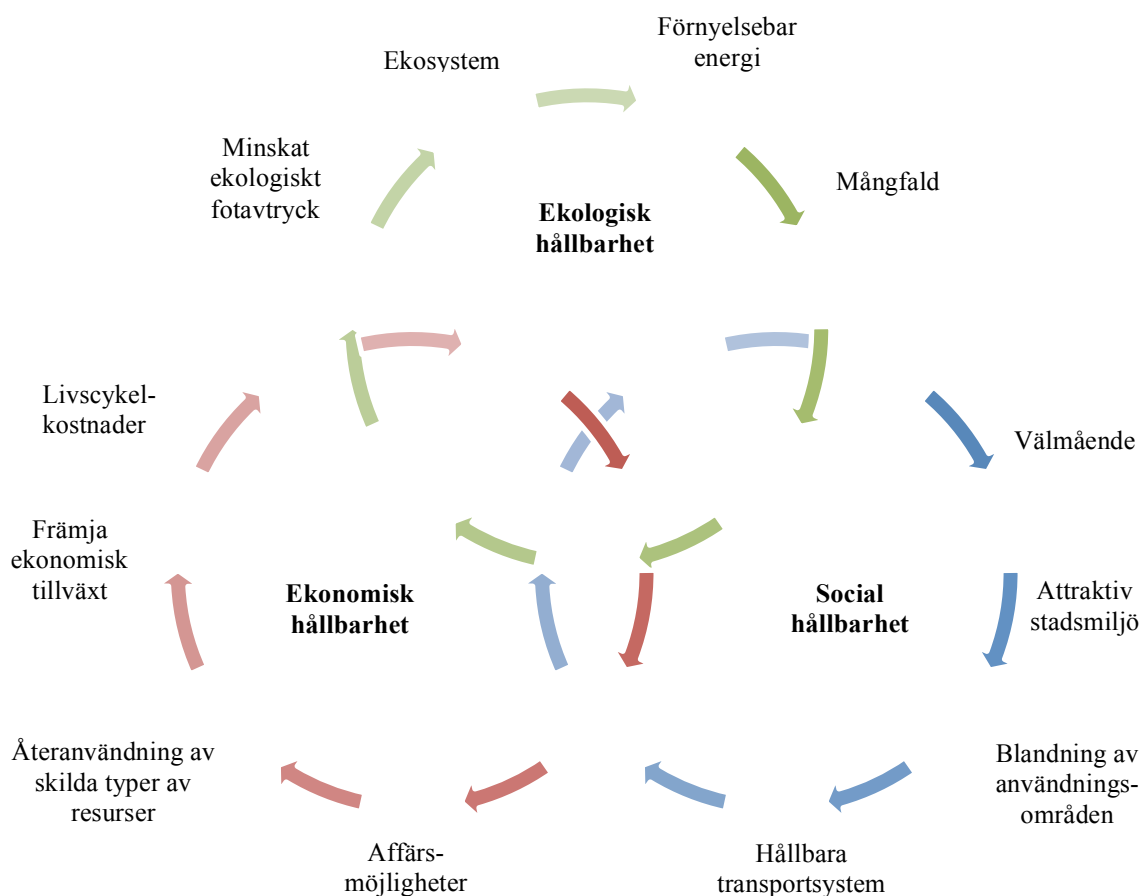 Förnyelsebar
energi
Ekosystem
Minskat
ekologiskt
fotavtryck
Mångfald
Ekologisk
hållbarhet
Livscykel-
kostnader
Välmående
Främja
ekonomisk
tillväxt
Ekonomisk
hållbarhet
Social
hållbarhet
Attraktiv
stadsmiljö
Återanvändning av
skilda typer av
resurser
Blandning av
användnings-
områden
Affärs-
möjligheter
Hållbara
transportsystem